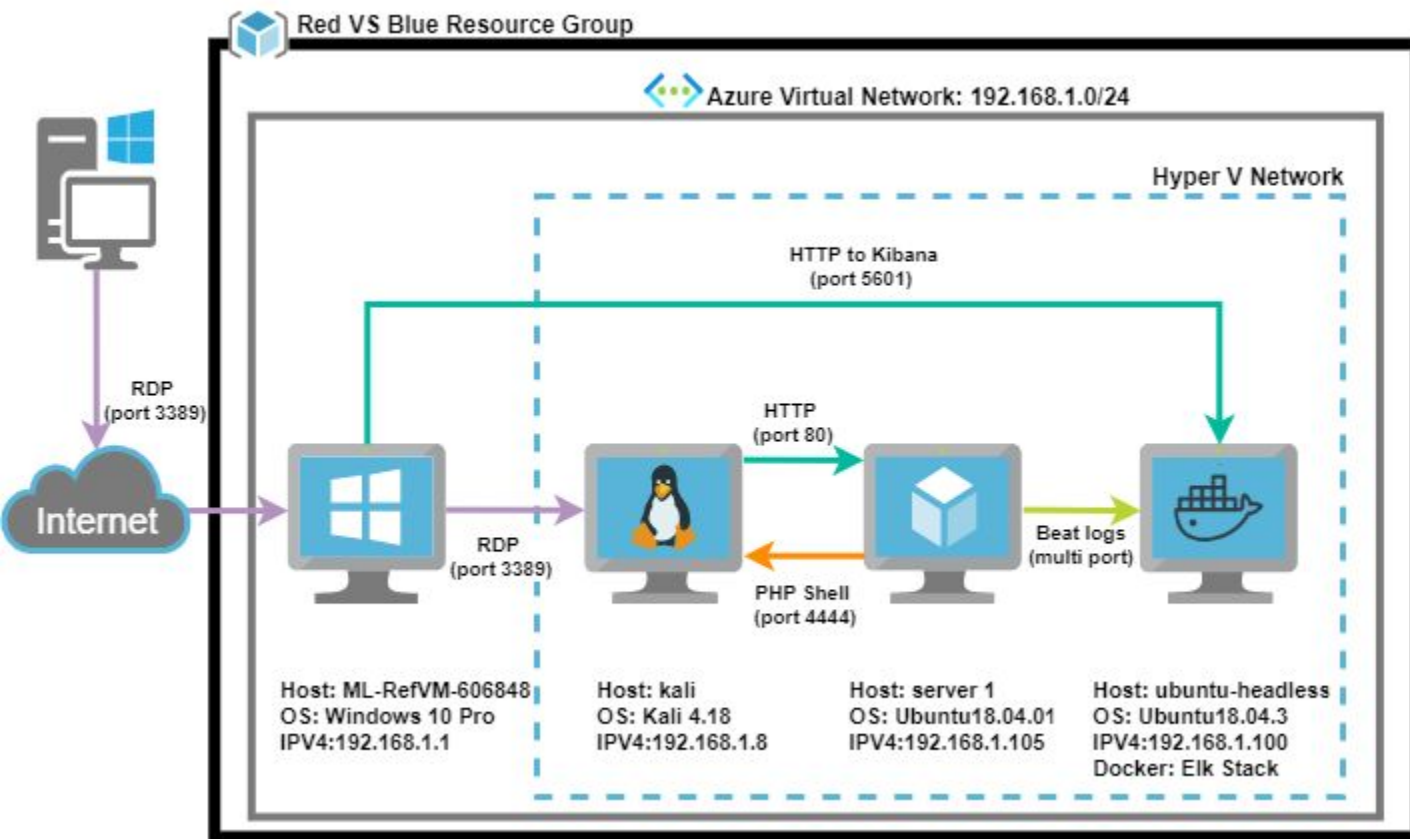 Red VS Blue Resource Group
Azure Virtual Network: 192.168.1.0/24
Hyper V Network
HTTP to Kibana
(port 5601)
RDP
(port 3389)
HTTP
(port 80)
Internet
RDP
(port 3389)
Beat logs
(multi port)
PHP Shell
(port 4444)
Host: ML-RefVM-606848
OS: Windows 10 Pro
IPV4:192.168.1.1
Host: kali
OS: Kali 4.18
IPV4:192.168.1.8
Host: server 1
OS: Ubuntu18.04.01
IPV4:192.168.1.105
Host: ubuntu-headless
OS: Ubuntu18.04.3
IPV4:192.168.1.100
Docker: Elk Stack